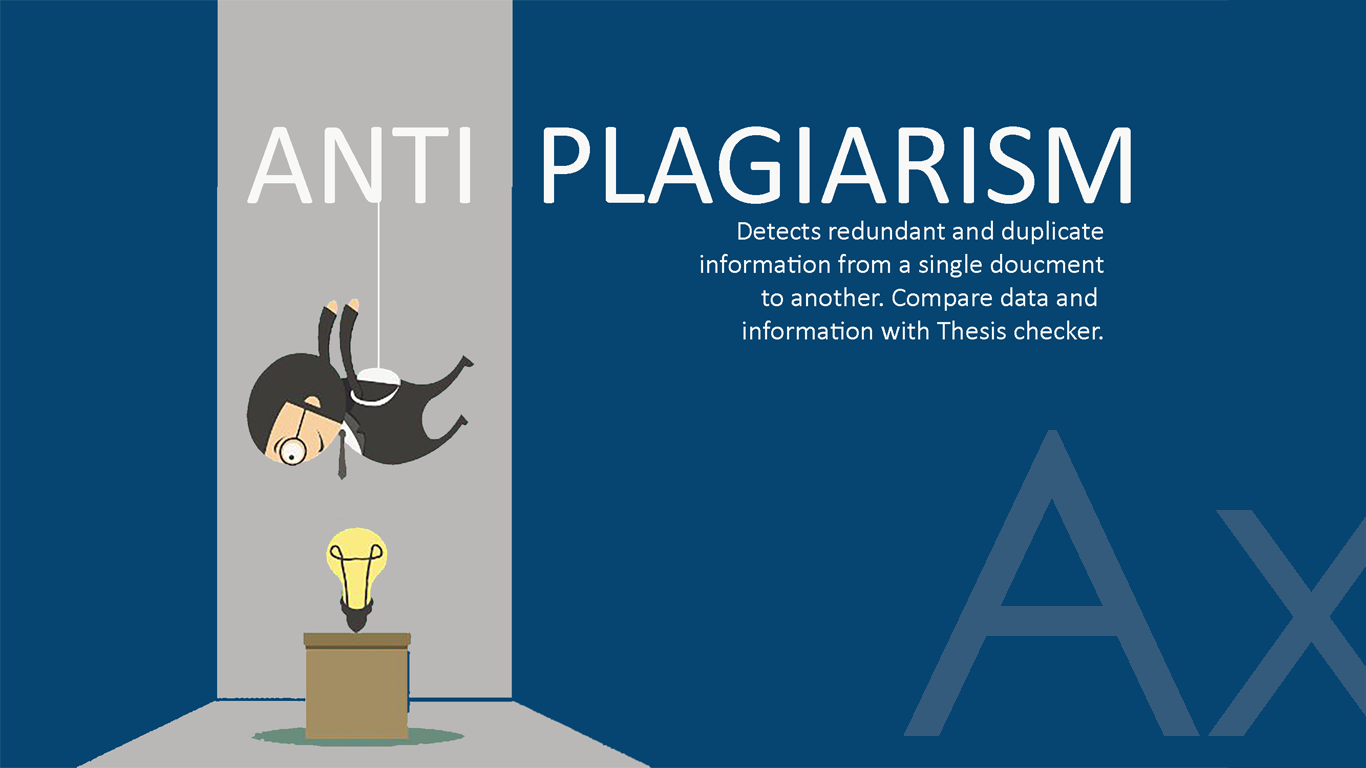 ANTI PLAGIARISM
Detects redundant and duplicate
information from a single doucment
to another. Compare data and
information with Thesis checker.
Ax